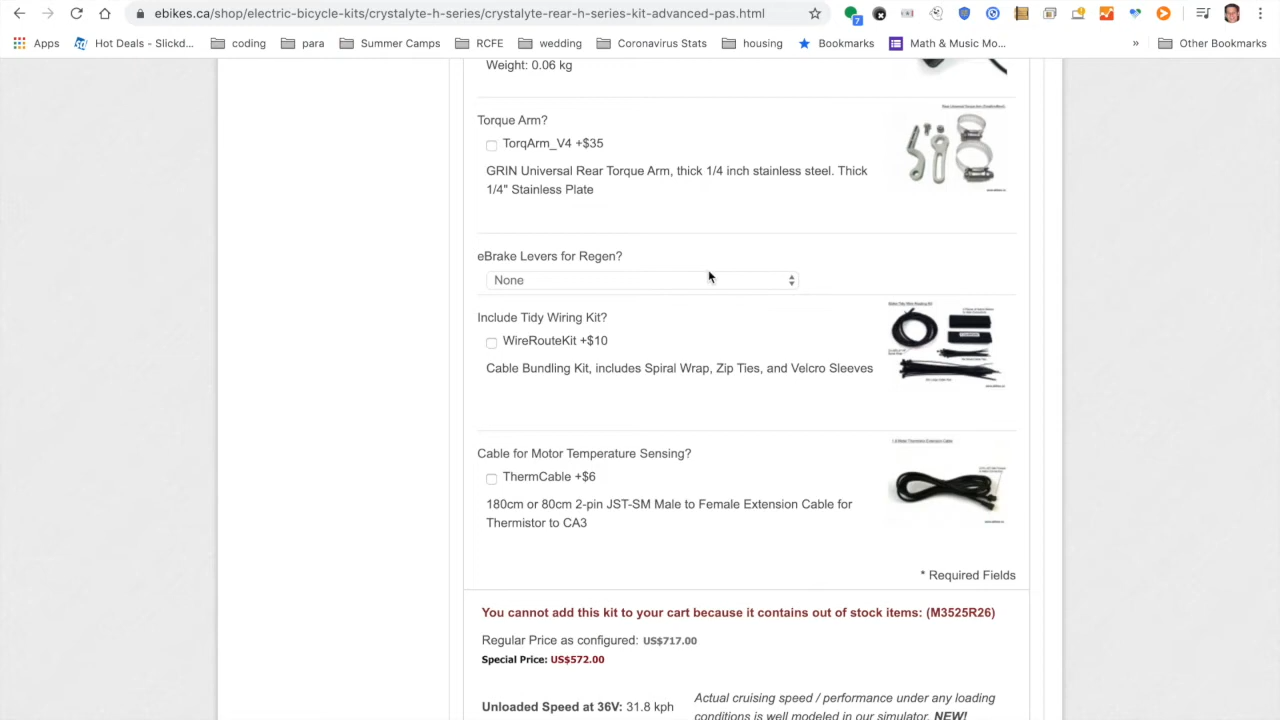 ebikes.ca/shop/electric-bicycle-kits/crystalyte-h-series/crystalyte-rear-h-series-kit-advanced-pas.html
7
Apps Hot Deals - Slickd... coding para Summer Camps RCFE wedding Coronavirus Stats housing Bookmarks Math & Music Mo... » Other Bookmarks
Weight: 0.06 kg
Torque Arm?
TorqArm_V4 +$35
GRIN Universal Rear Torque Arm, thick 1/4 inch stainless steel. Thick
1/4" Stainless Plate
eBrake Levers for Regen?
None
Include Tidy Wiring Kit?
WireRouteKit +$10
Cable Bundling Kit, includes Spiral Wrap, Zip Ties, and Velcro Sleeves
Cable for Motor Temperature Sensing?
ThermCable +$6
180cm or 80cm 2-pin JST-SM Male to Female Extension Cable for
Thermistor to CA3
* Required Fields
You cannot add this kit to your cart because it contains out of stock items: (M3525R26)
Regular Price as configured: US$717.00
Special Price: US$572.00
Unloaded Speed at 36V: 31.8 kph
Actual cruising speed / performance under any loading
conditions is well modeled in our simulator. NEW!